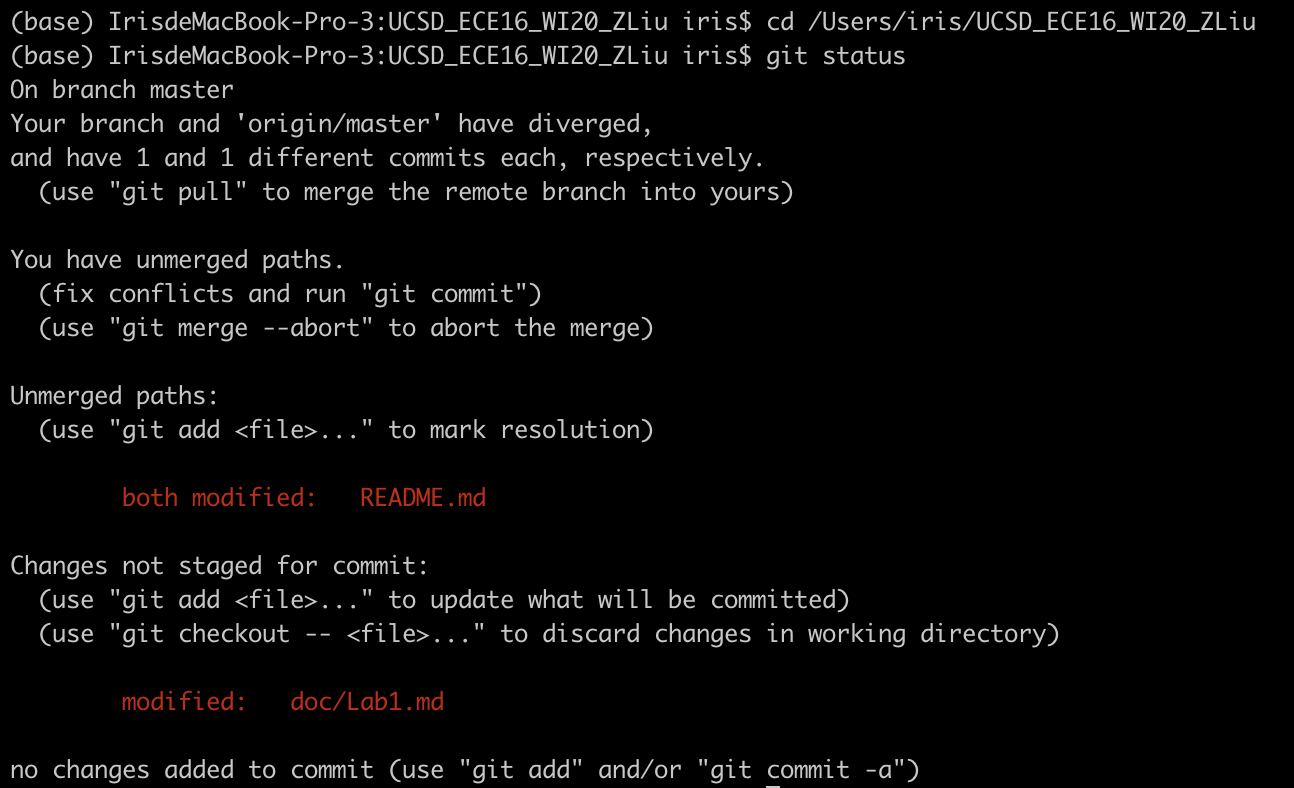 (base) IrisdeMacBook-Pro-3:UCSD_ECE16_WI20_ZLiu iris$ cd /Users/iris/UCSD_ECE16_WI20_ZLiu
(base) IrisdeMacBook-Pro-3:UCSD_ECE16_WI20_ZLiu iris$ git status
On branch master
Your branch and 'origin/master' have diverged,
and have 1 and 1 different commits each, respectively.
  (use "git pull" to merge the remote branch into yours)

You have unmerged paths.
  (fix conflicts and run "git commit")
  (use "git merge --abort" to abort the merge)

Unmerged paths:
  (use "git add <file>..." to mark resolution)

        both modified:   README.md

Changes not staged for commit:
  (use "git add <file>..." to update what will be committed)
  (use "git checkout -- <file>..." to discard changes in working directory)

        modified:   doc/Lab1.md

no changes added to commit (use "git add" and/or "git commit -a")